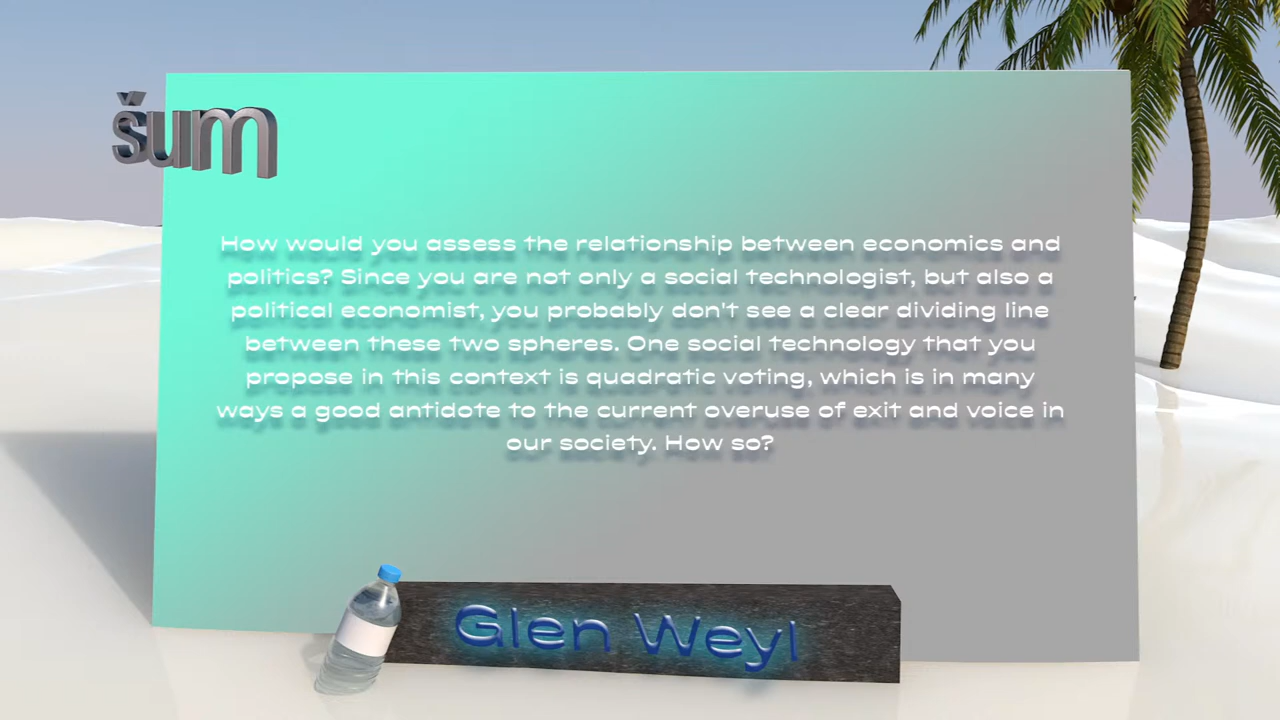 šum
How would you assess the relationship between economics and
politics? Since you are not only a social technologist, but also a
political economist, you probably don't see a clear dividing line
between these two spheres. One social technology that you
propose in this context is quadratic voting, which is in many
ways a good antidote to the current overuse of exit and voice in
our society. How so?
Glen Weyl